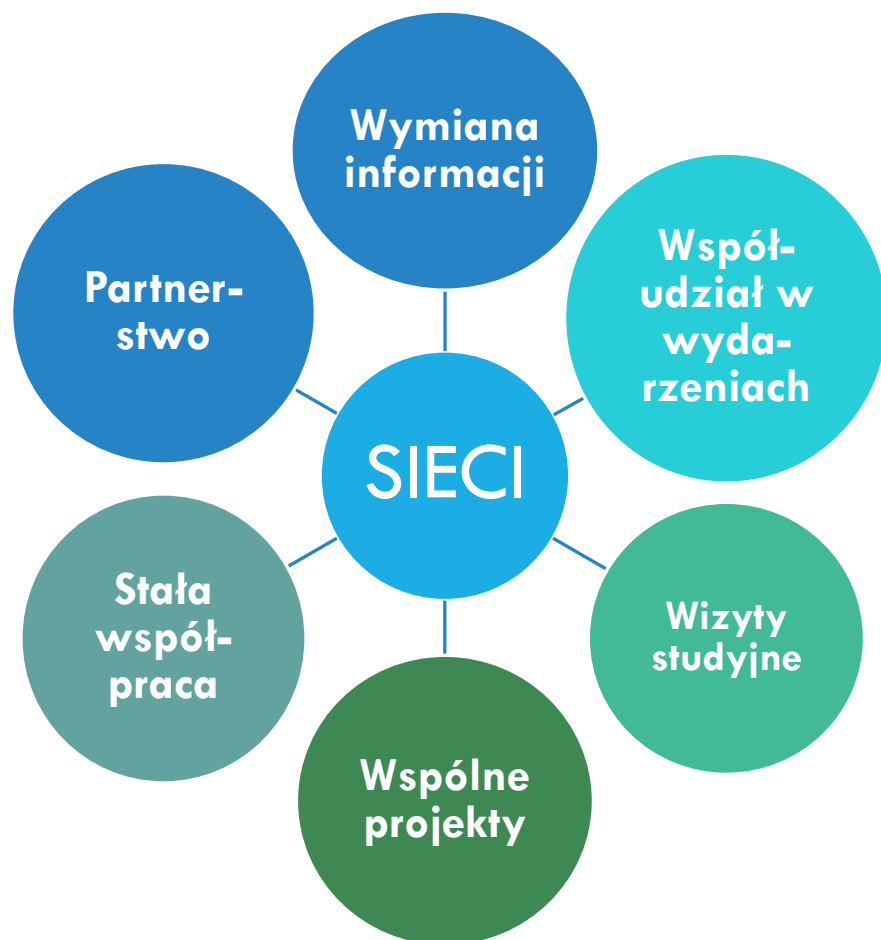 Wymiana
informacji
Współ-
udział w
wyda-
rzeniach
Partner-
stwo
SIECI
Stała
współ-
praca
Wizyty
studyjne
Wspólne
projekty